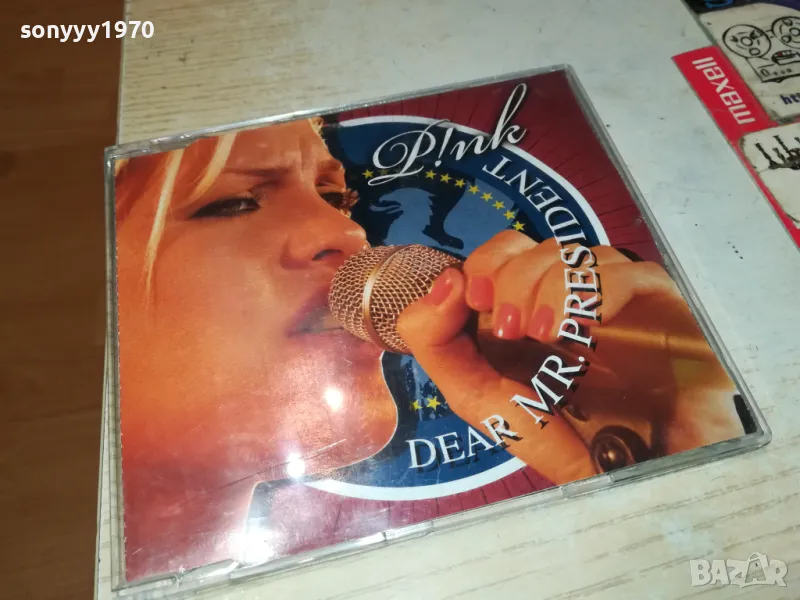 sonyyy1970
P!nk
DEAR MR. PRESIDENT
maxell
BAZAR